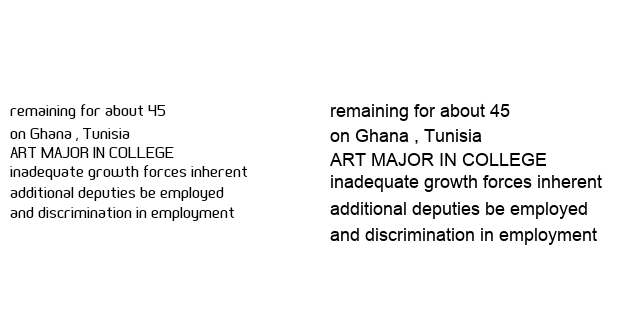 remaining for about 45
on Ghana , Tunisia
ART MAJOR IN COLLEGE
inadequate growth forces inherent
additional deputies be employed
and discrimination in employment
remaining for about 45
on Ghana , Tunisia
ART MAJOR IN COLLEGE
inadequate growth forces inherent
additional deputies be employed
and discrimination in employment